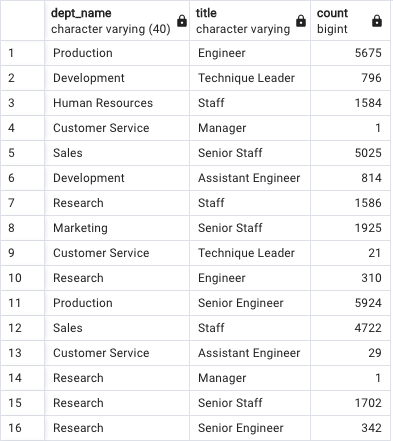 dept_name title count
character varying (40) character varying bigint
1 Production Engineer 5675
2 Development Technique Leader 796
3 Human Resources Staff 1584
4 Customer Service Manager 1
5 Sales Senior Staff 5025
6 Development Assistant Engineer 814
7 Research Staff 1586
8 Marketing Senior Staff 1925
9 Customer Service Technique Leader 21
10 Research Engineer 310
11 Production Senior Engineer 5924
12 Sales Staff 4722
13 Customer Service Assistant Engineer 29
14 Research Manager 1
15 Research Senior Staff 1702
16 Research Senior Engineer 342